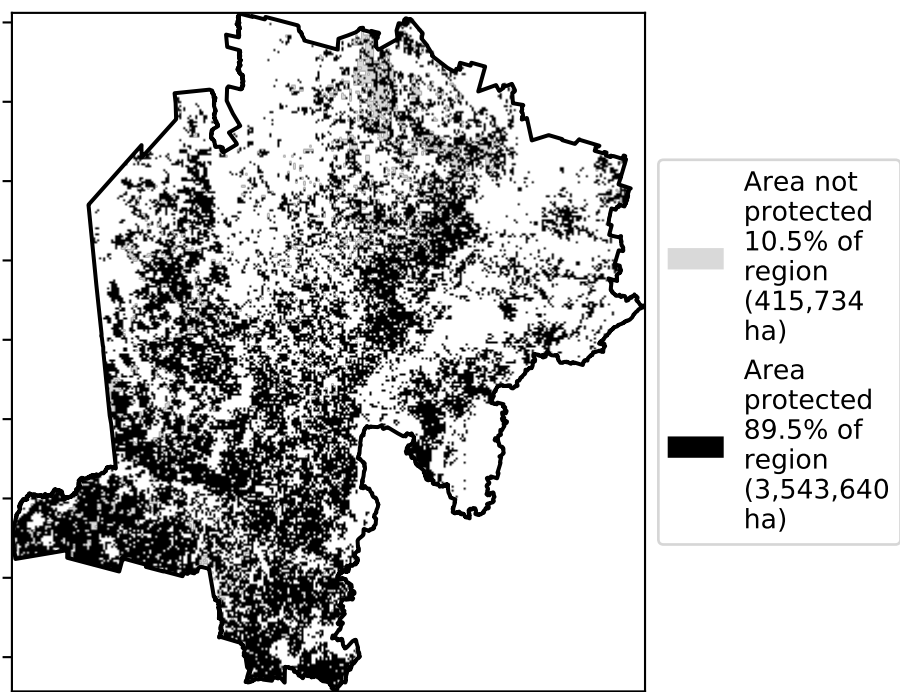 Area not
protected
10.5% of
region
(415,734
ha)
Area
protected
89.5% of
region
(3,543,640
ha)